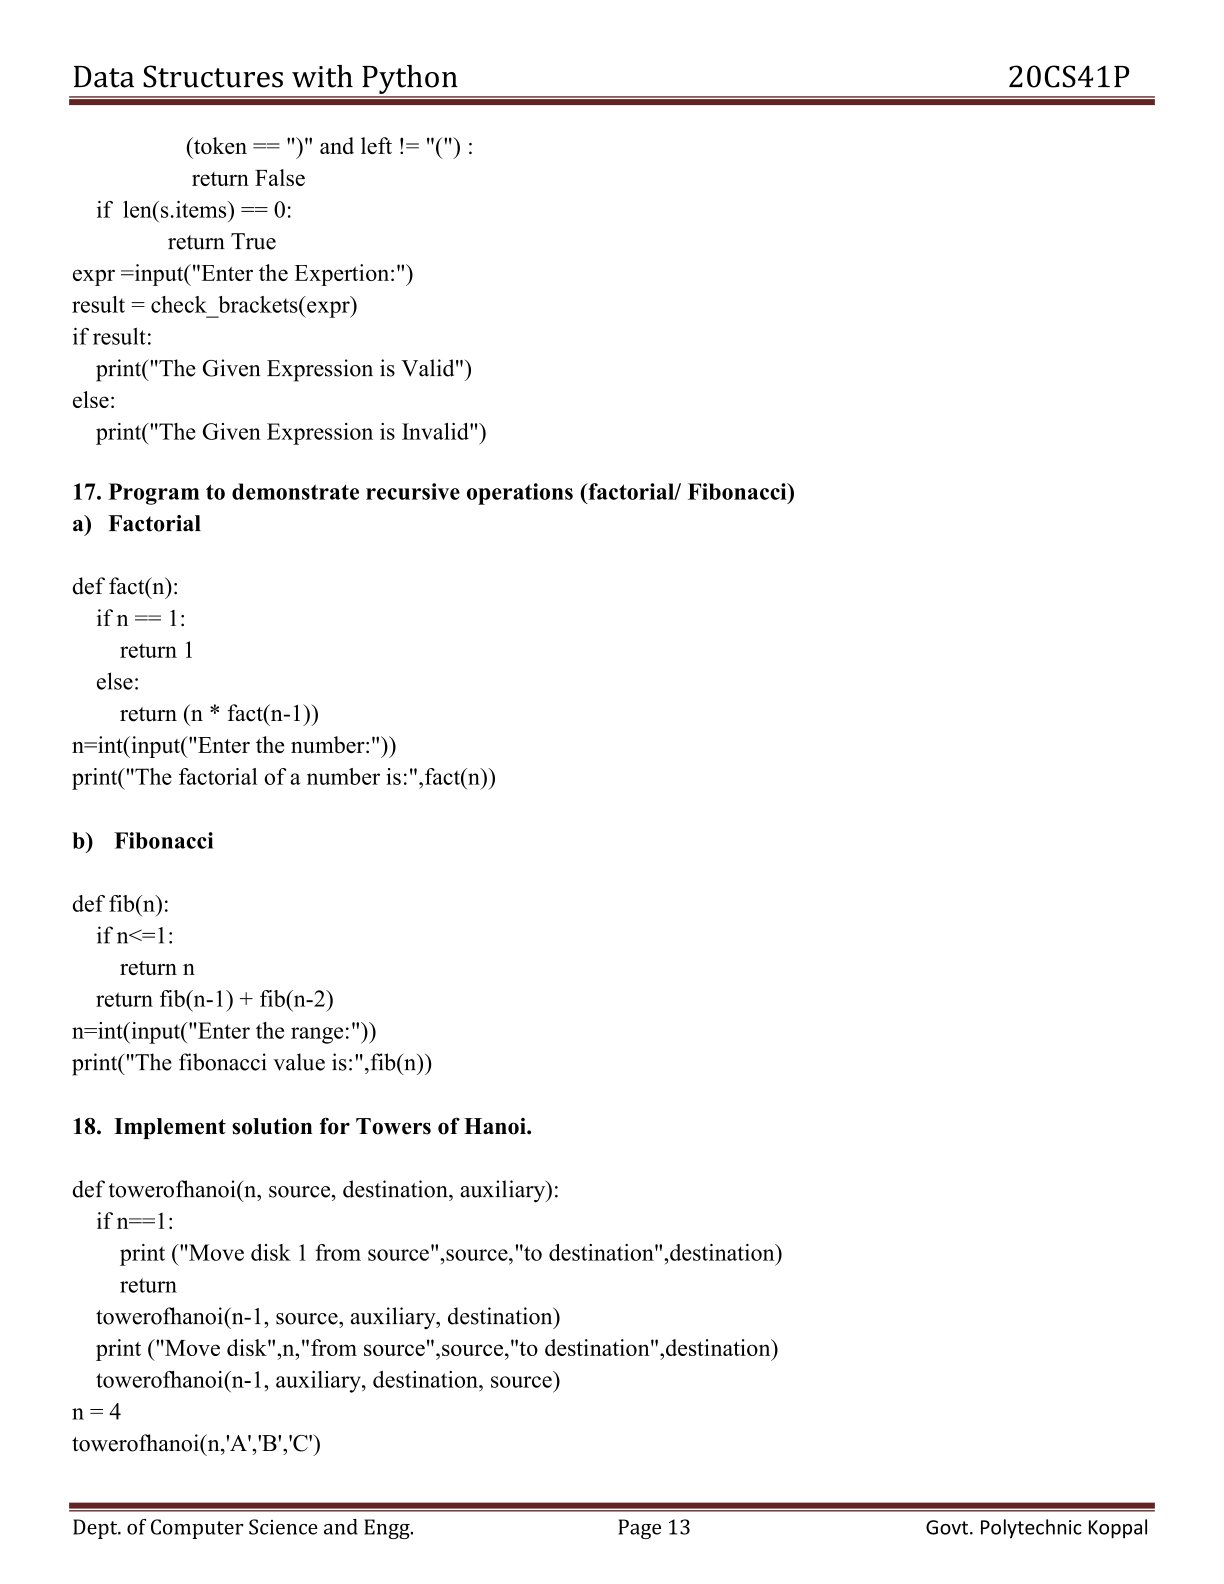 Data Structures with Python 20CS41P
(token == ")" and left != "(") :
return False
if  len(s.items) == 0:
return True
expr =input("Enter the Expertion:")
result = check_brackets(expr)
if result:
print("The Given Expression is Valid")
else:
print("The Given Expression is Invalid")
17. Program to demonstrate recursive operations (factorial/ Fibonacci)
a) Factorial
def fact(n):
if n == 1:
return 1
else:
return (n * fact(n-1))
n=int(input("Enter the number:"))
print("The factorial of a number is:",fact(n))
b) Fibonacci
def fib(n):
if n<=1:
return n
return fib(n-1) + fib(n-2)
n=int(input("Enter the range:"))
print("The fibonacci value is:",fib(n))
18. Implement solution for Towers of Hanoi.
def towerofhanoi(n, source, destination, auxiliary):
if n==1:
print ("Move disk 1 from source",source,"to destination",destination)
return
towerofhanoi(n-1, source, auxiliary, destination)
print ("Move disk",n,"from source",source,"to destination",destination)
towerofhanoi(n-1, auxiliary, destination, source)
n = 4
towerofhanoi(n,'A','B','C')
Dept. of Computer Science and Engg. Page 13 Govt. Polytechnic Koppal